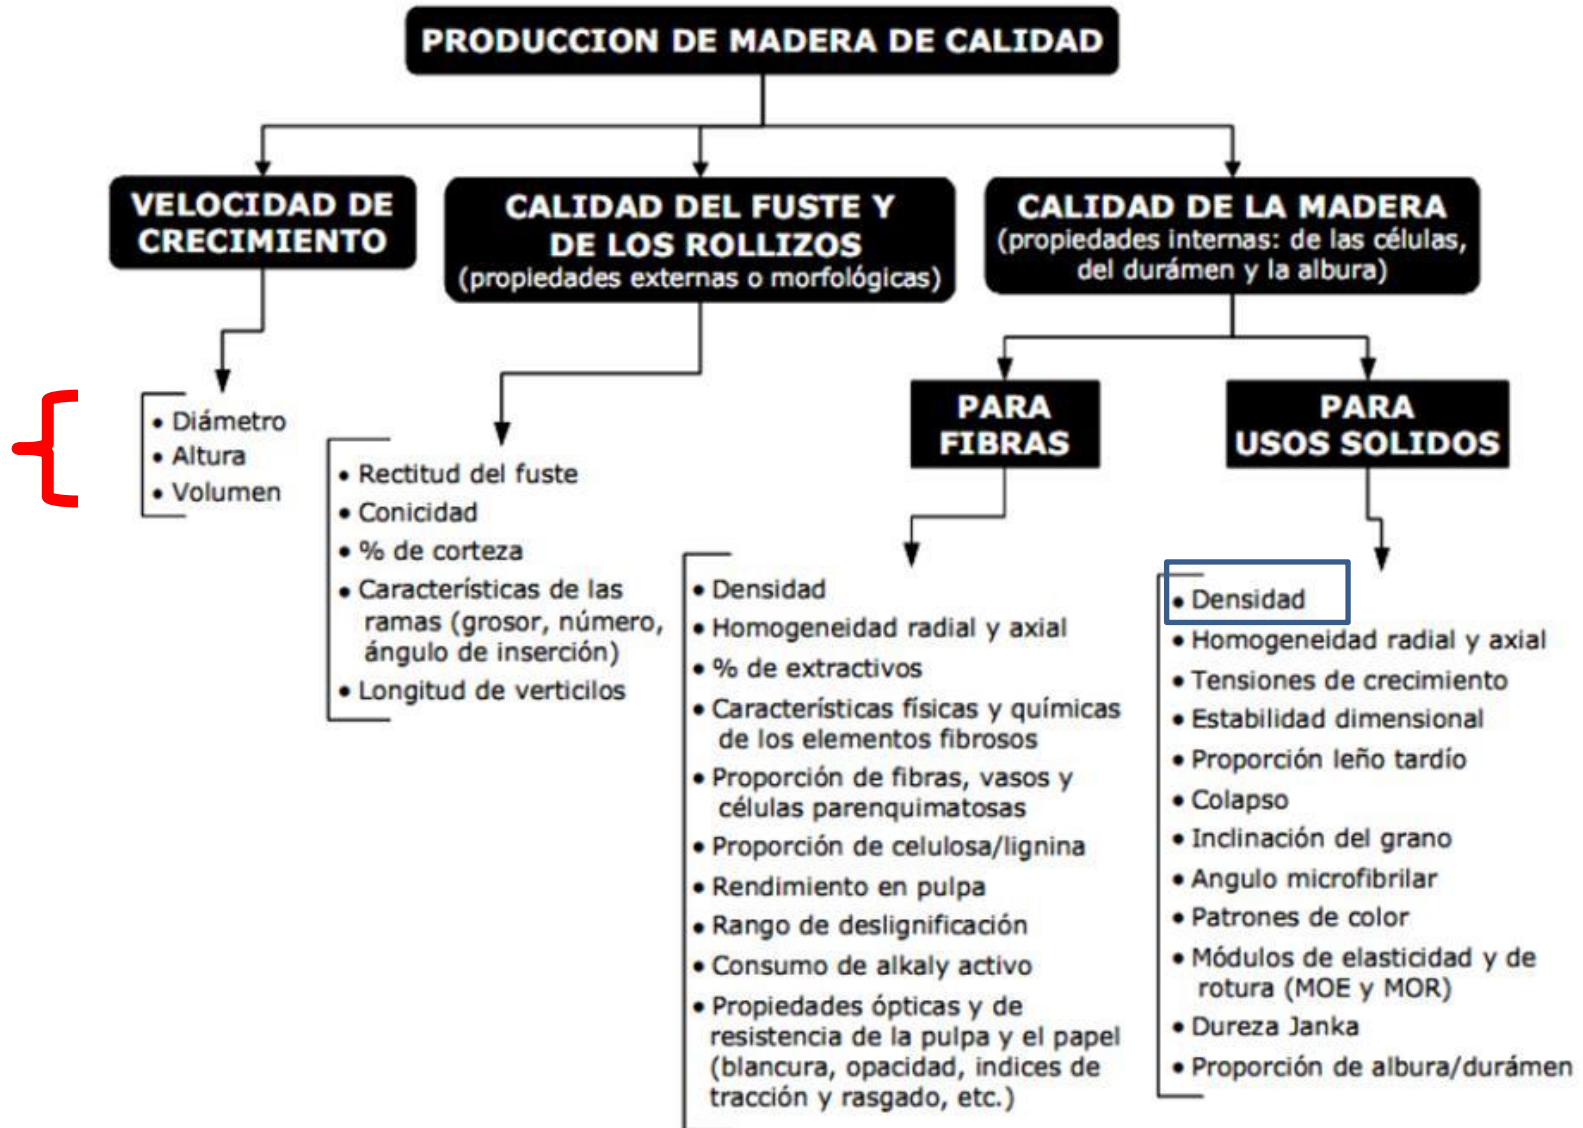 PRODUCCION DE MADERA DE CALIDAD
VELOCIDAD DE
CRECIMIENTO
CALIDAD DEL FUSTE Y
DE LOS ROLLIZOS
(propiedades externas o morfológicas)
CALIDAD DE LA MADERA
(propiedades internas: de las células,
del durámen y la albura)
• Diámetro
• Altura
• Volumen
• Rectitud del fuste
• Conicidad
• % de corteza
• Características de las
ramas (grosor, número,
ángulo de inserción)
• Longitud de verticilos
PARA
FIBRAS
• Densidad
• Homogeneidad radial y axial
• % de extractivos
• Características físicas y químicas
de los elementos fibrosos
• Proporción de fibras, vasos y
células parenquimatosas
• Proporción de celulosa/lignina
• Rendimiento en pulpa
• Rango de deslignificación
• Consumo de alkaly activo
• Propiedades ópticas y de
resistencia de la pulpa y el papel
(blancura, opacidad, indices de
tracción y rasgado, etc.)
PARA
USOS SOLIDOS
• Densidad
• Homogeneidad radial y axial
• Tensiones de crecimiento
• Estabilidad dimensional
• Proporción leño tardío
• Colapso
• Inclinación del grano
• Angulo microfibrilar
• Patrones de color
• Módulos de elasticidad y de
rotura (MOE y MOR)
• Dureza Janka
• Proporción de albura/durámen